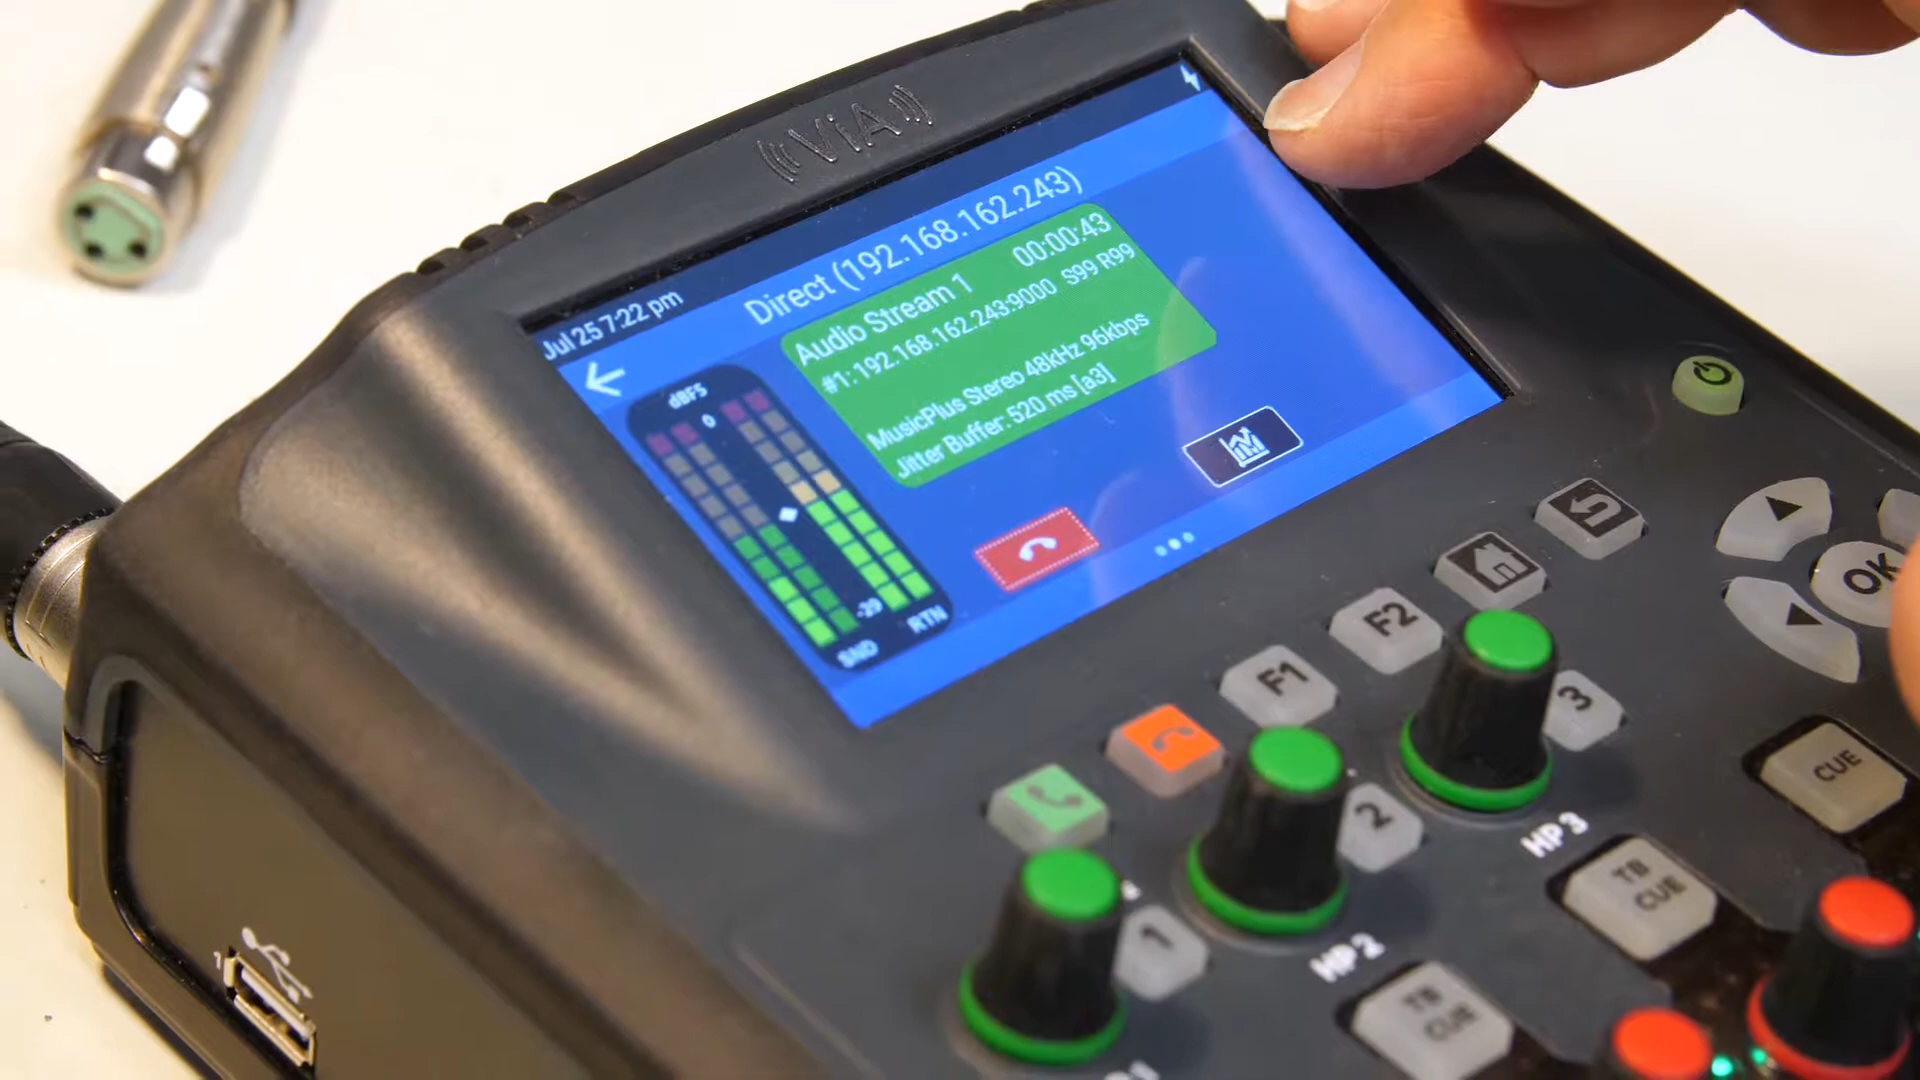 ViA
Jul 25 7:22 pm
Direct (192.168.162.243)
Audio Stream 1 00:00:43
#1: 192.168.162.243:9000 S99 R99
MusicPlus Stereo 48kHz 96kbps
Jitter Buffer: 520 ms [a3]
dBFS
0
-29
SND RTN
OK
F2
F1
3
CUE
2
HP 3
TB
CUE
1
HP 2
TB
CUE
1